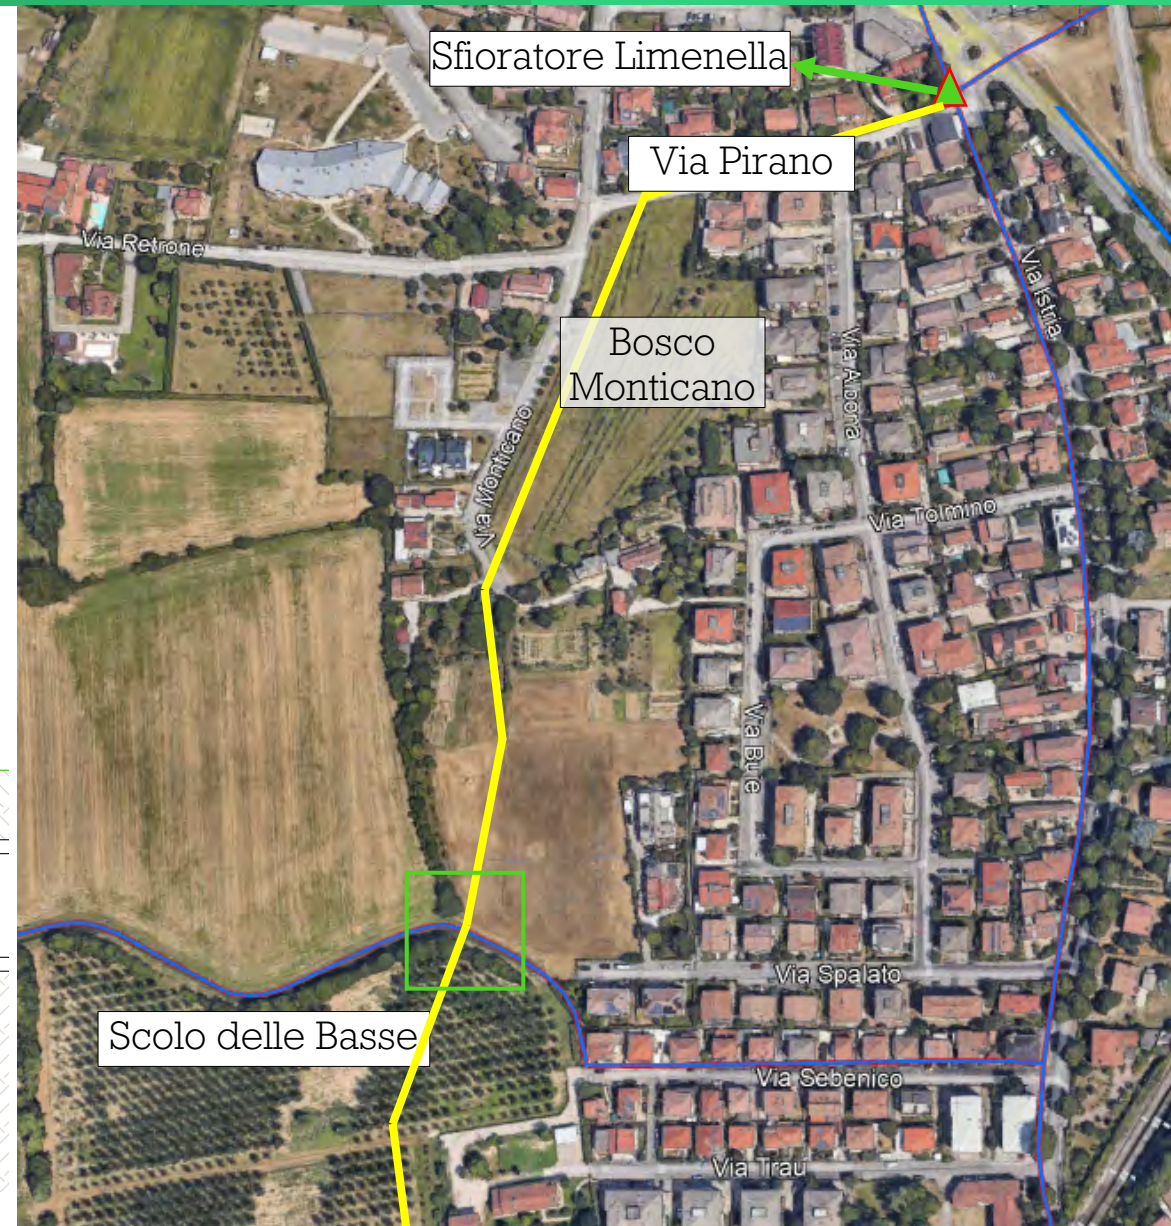 Sfioratore Limenella
Via Pirano
Via Retrone
Via Istria
Bosco
Monticano
Via Albona
Via Monticano
Via Tolmino
Via Buie
Via Spalato
Scolo delle Basse
Via Sebenico
Via Traù